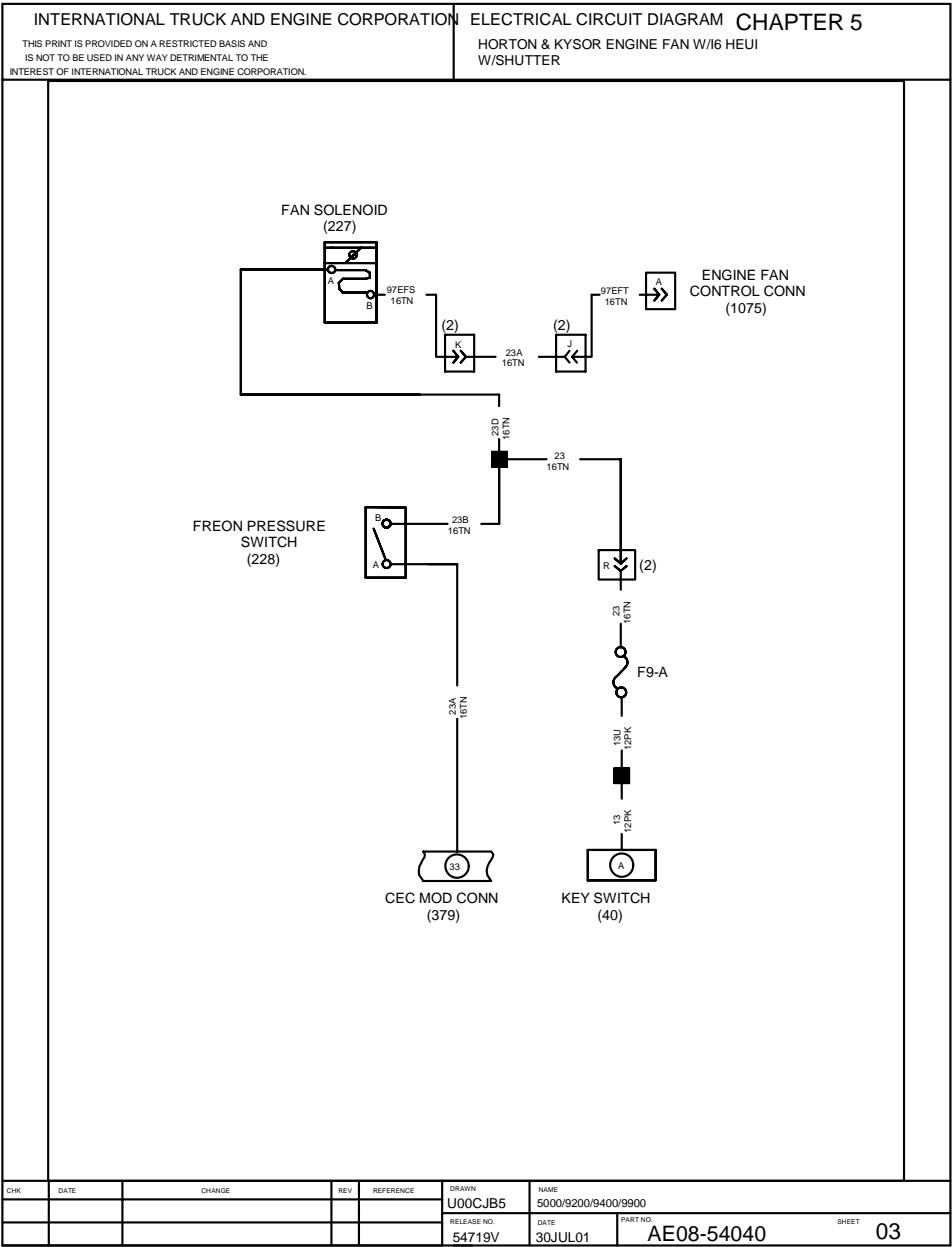 INTERNATIONAL TRUCK AND ENGINE CORPORATION
THIS PRINT IS PROVIDED ON A RESTRICTED BASIS AND
IS NOT TO BE USED IN ANY WAY DETRIMENTAL TO THE
INTEREST OF INTERNATIONAL TRUCK AND ENGINE CORPORATION.
ELECTRICAL CIRCUIT DIAGRAM CHAPTER 5
HORTON & KYSOR ENGINE FAN W/I6 HEUI
W/SHUTTER
FAN SOLENOID
(227)
A
B
97EFS
16TN
(2)
K
23A
16TN
(2)
J
97EFT
16TN
A
ENGINE FAN
CONTROL CONN
(1075)
23D
16TN
23
16TN
FREON PRESSURE
SWITCH
(228)
B
A
23B
16TN
R
(2)
23
16TN
F9-A
23A
16TN
13U
12PK
13
12PK
33
CEC MOD CONN
(379)
A
KEY SWITCH
(40)
CHK
DATE
CHANGE
REV
REFERENCE
DRAWN
U00CJB5
NAME
5000/9200/9400/9900
RELEASE NO.
54719V
DATE
30JUL01
PART NO.
AE08-54040
SHEET
03